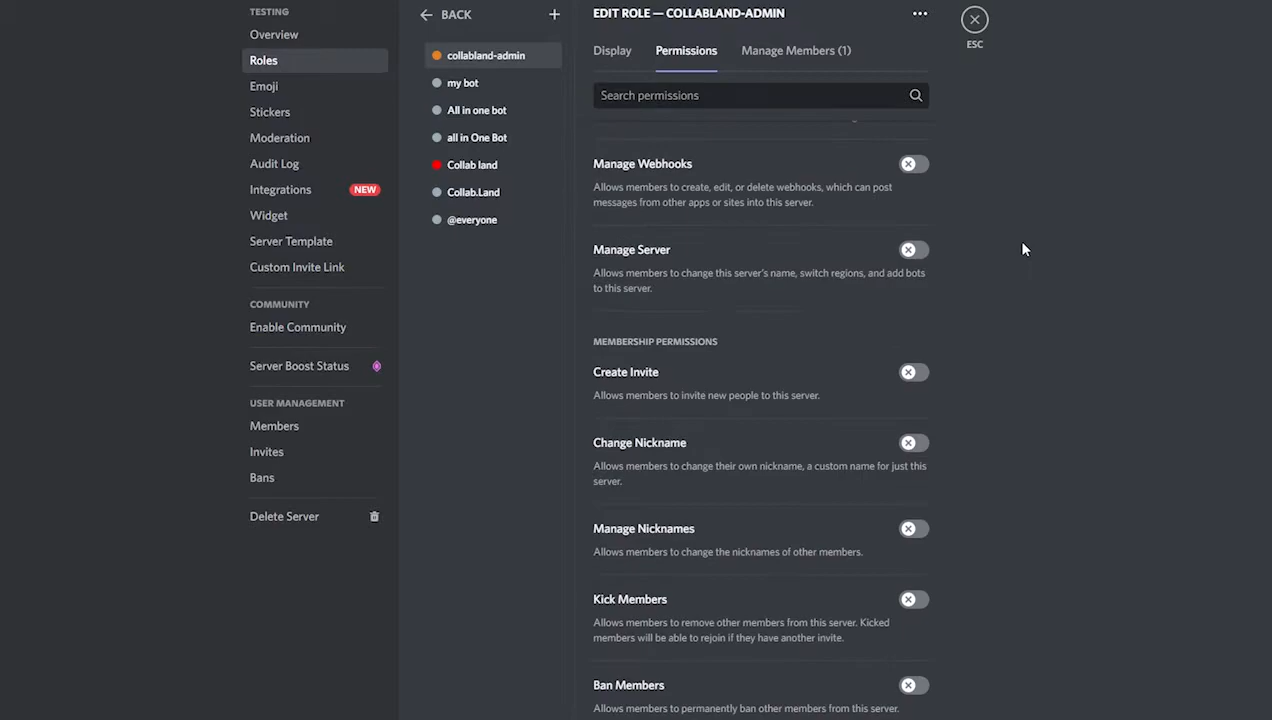 TESTING
Overview
Roles
Emoji
Stickers
Moderation
Audit Log
Integrations NEW
Widget
Server Template
Custom Invite Link
COMMUNITY
Enable Community
Server Boost Status
USER MANAGEMENT
Members
Invites
Bans
Delete Server
BACK
collabland-admin
my bot
All in one bot
all in One Bot
Collab land
Collab.Land
@everyone
EDIT ROLE — COLLABLAND-ADMIN
ESC
Display Permissions Manage Members (1)
Search permissions
Manage Webhooks
Allows members to create, edit, or delete webhooks, which can post
messages from other apps or sites into this server.
Manage Server
Allows members to change this server's name, switch regions, and add bots
to this server.
MEMBERSHIP PERMISSIONS
Create Invite
Allows members to invite new people to this server.
Change Nickname
Allows members to change their own nickname, a custom name for just this
server.
Manage Nicknames
Allows members to change the nicknames of other members.
Kick Members
Allows members to remove other members from this server. Kicked
members will be able to rejoin if they have another invite.
Ban Members
Allows members to permanently ban other members from this server.